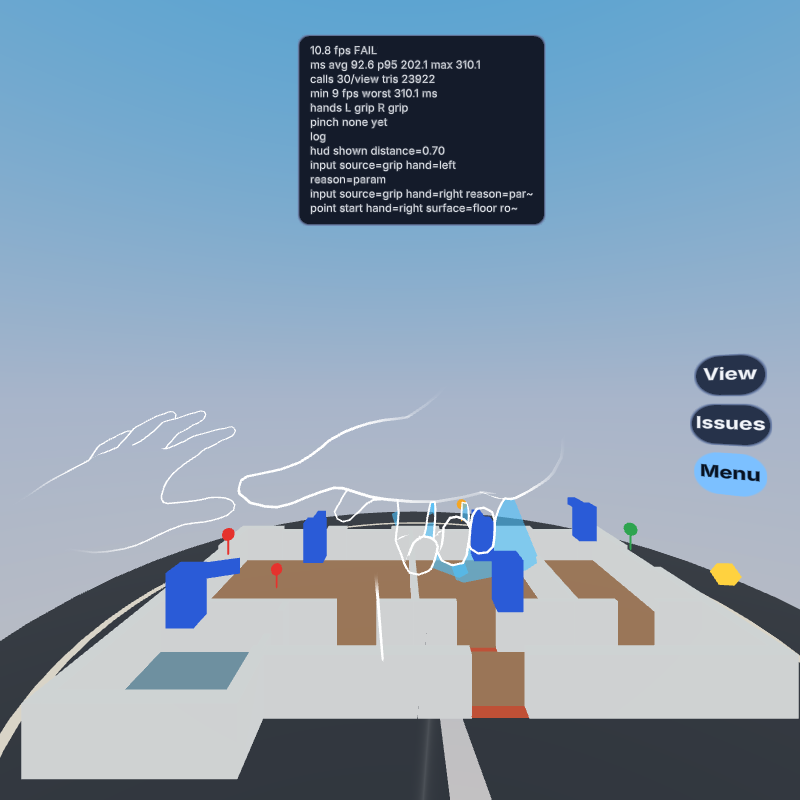 10.8 fps FAIL
ms avg 92.6 p95 202.1 max 310.1
calls 30/view tris 23922
min 9 fps worst 310.1 ms
hands L grip R grip
pinch none yet
log
hud shown distance=0.70
input source=grip hand=left
reason=param
input source=grip hand=right reason=par~
point start hand=right surface=floor ro~
View
Issues
Menu